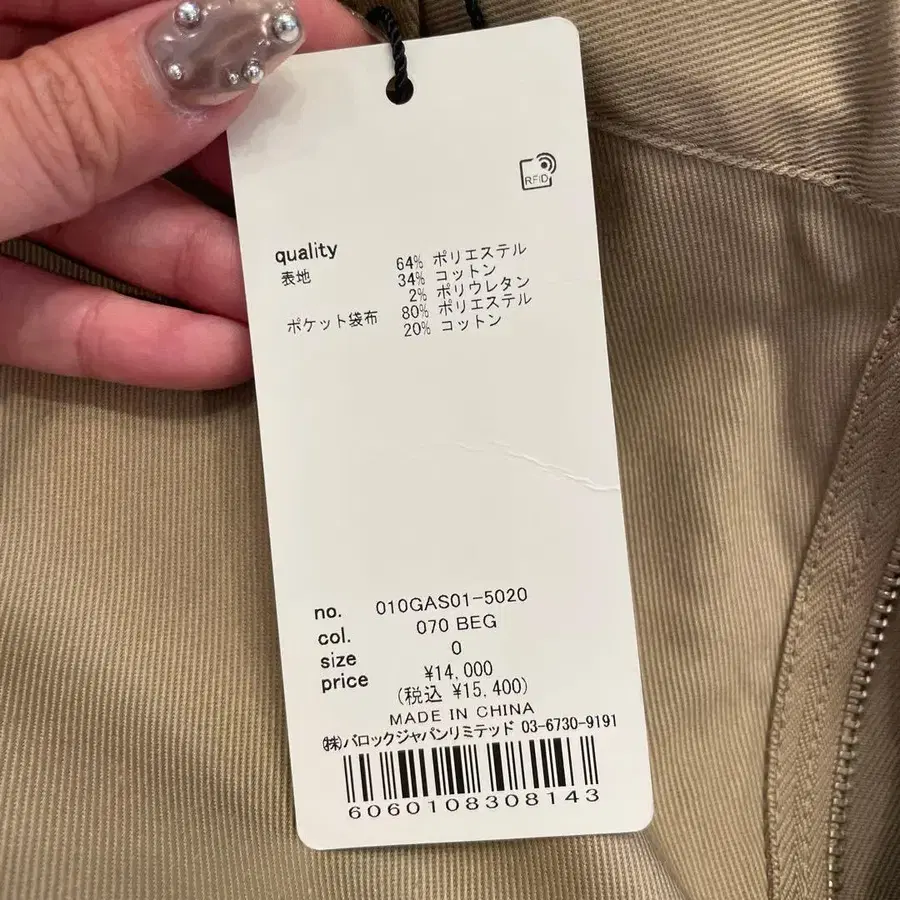 RFID
quality
表地 64% ポリエステル
34% コットン
2% ポリウレタン
ポケット袋布 80% ポリエステル
20% コットン
no. 010GAS01-5020
col. 070 BEG
size 0
price ¥14,000
(税込 ¥15,400)
MADE IN CHINA
㈱バロックジャパンリミテッド 03-6730-9191
6060108308143